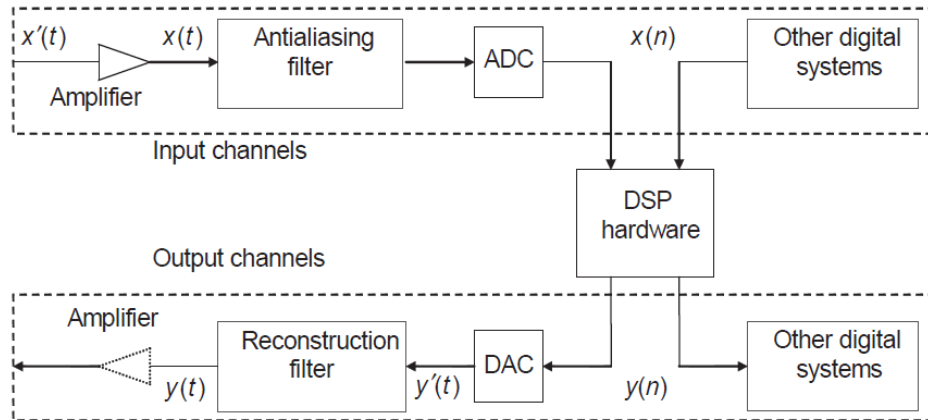 x′(t)
x(t)
Antialiasing
filter
ADC
x(n)
Other digital
systems
Amplifier
Input channels
DSP
hardware
Output channels
Amplifier
Reconstruction
filter
DAC
Other digital
systems
y(t)
y′(t)
y(n)